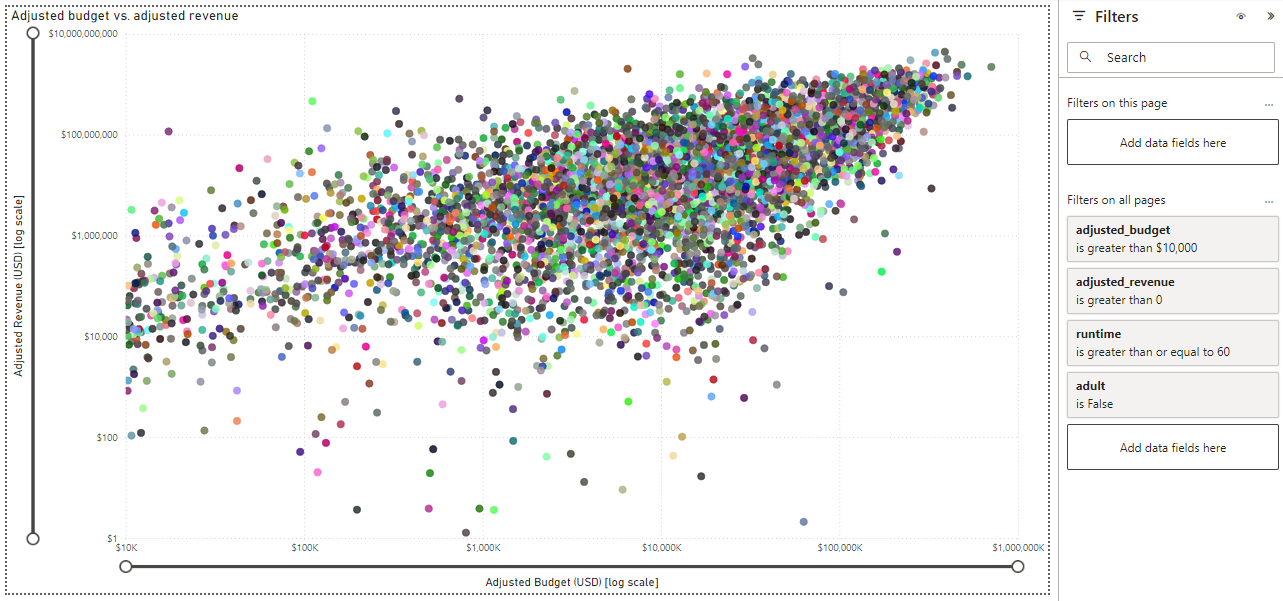 Adjusted budget vs. adjusted revenue
$10,000,000,000
$100,000,000
$1,000,000
$10,000
$100
$1
Adjusted Revenue (USD) [log scale]
$10K
$100K
$1,000K
$10,000K
$100,000K
$1,000,000K
Adjusted Budget (USD) [log scale]
Filters
Search
Filters on this page
...
Add data fields here
Filters on all pages
...
adjusted_budget
is greater than $10,000
adjusted_revenue
is greater than 0
runtime
is greater than or equal to 60
adult
is False
Add data fields here